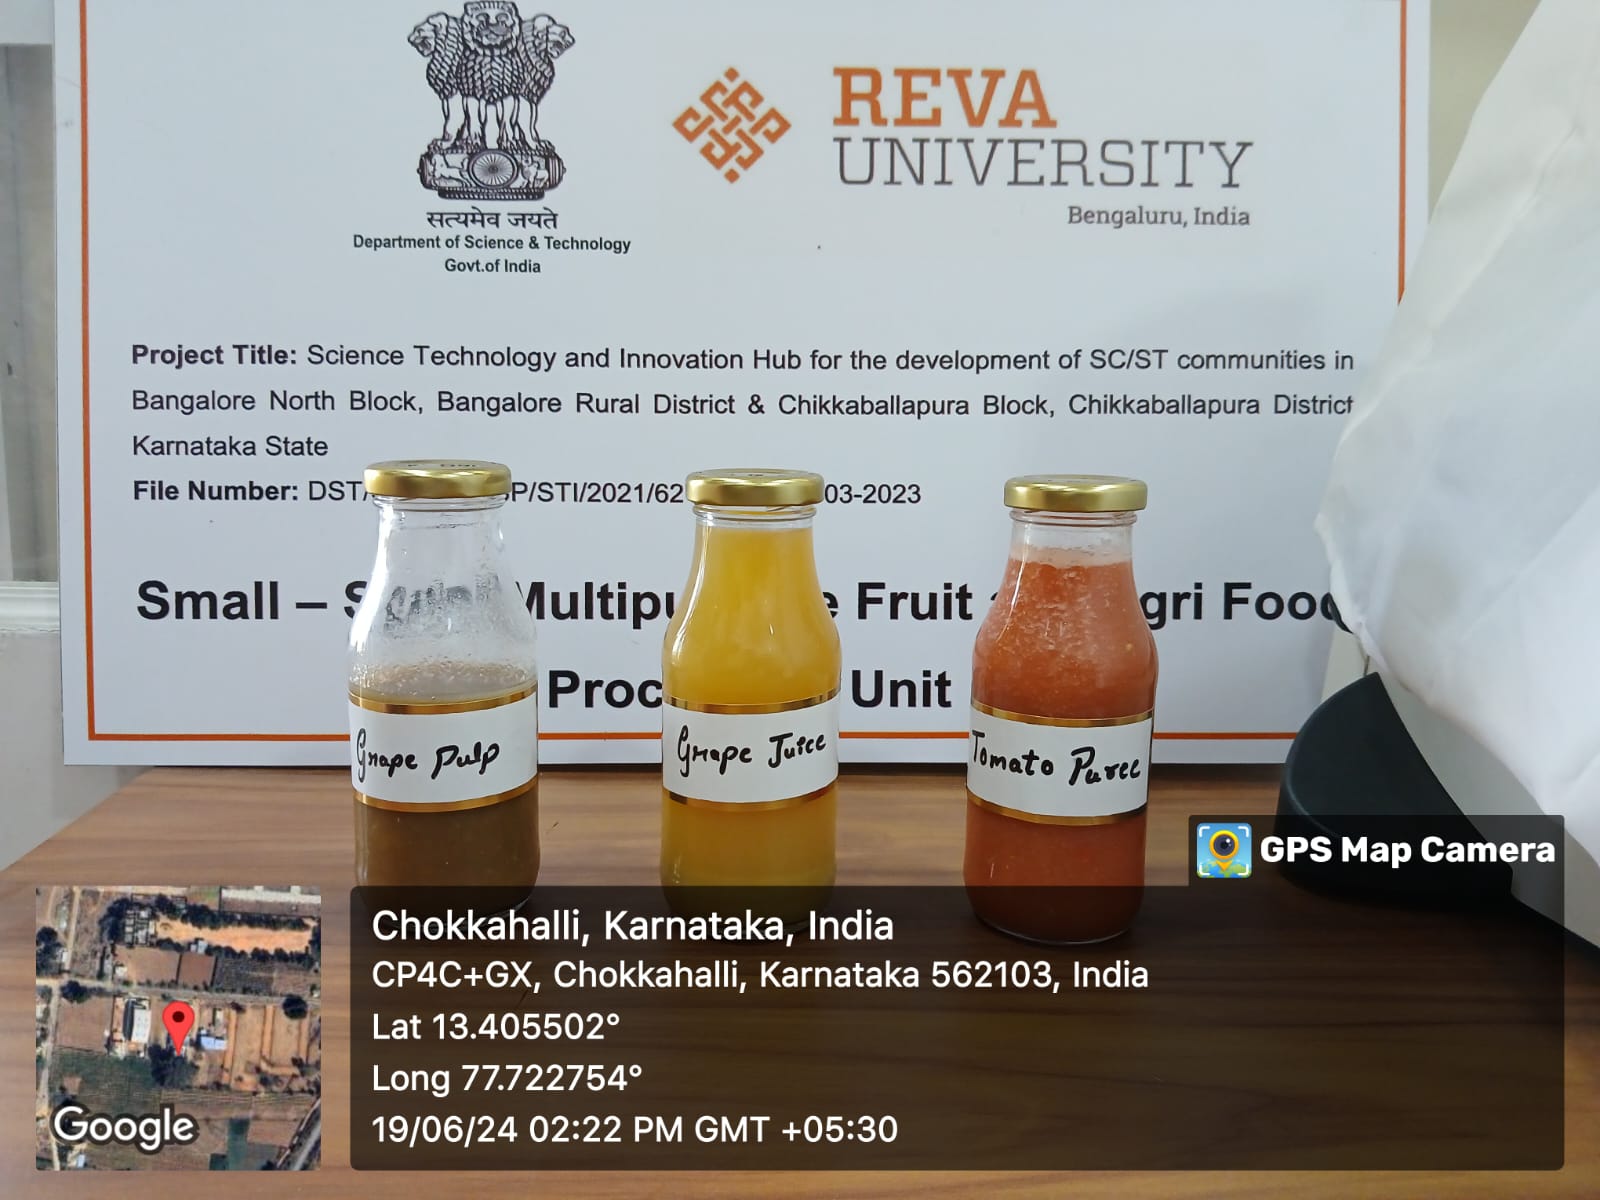 सत्यमेव जयते
Department of Science & Technology
Govt.of India
REVA
UNIVERSITY
Bengaluru, India
Project Title: Science Technology and Innovation Hub for the development of SC/ST communities in
Bangalore North Block, Bangalore Rural District & Chikkaballapura Block, Chikkaballapura District
Karnataka State
File Number: DST/ P/STI/2021/62 03-2023
Small – Fruit Food
Unit
Grape Pulp
Grape Juice
Tomato Puree
GPS Map Camera
Chokkahalli, Karnataka, India
CP4C+GX, Chokkahalli, Karnataka 562103, India
Lat 13.405502°
Long 77.722754°
19/06/24 02:22 PM GMT +05:30
Google